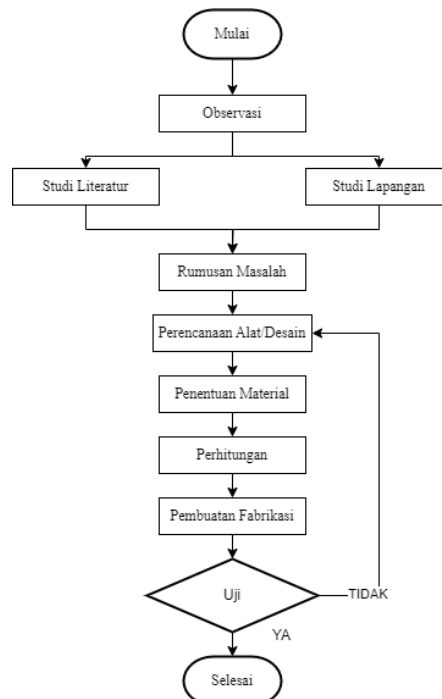 Mulai
Observasi
Studi Literatur
Studi Lapangan
Rumusan Masalah
Perencanaan Alat/Desain
Penentuan Material
Perhitungan
Pembuatan Fabrikasi
Uji
TIDAK
YA
Selesai